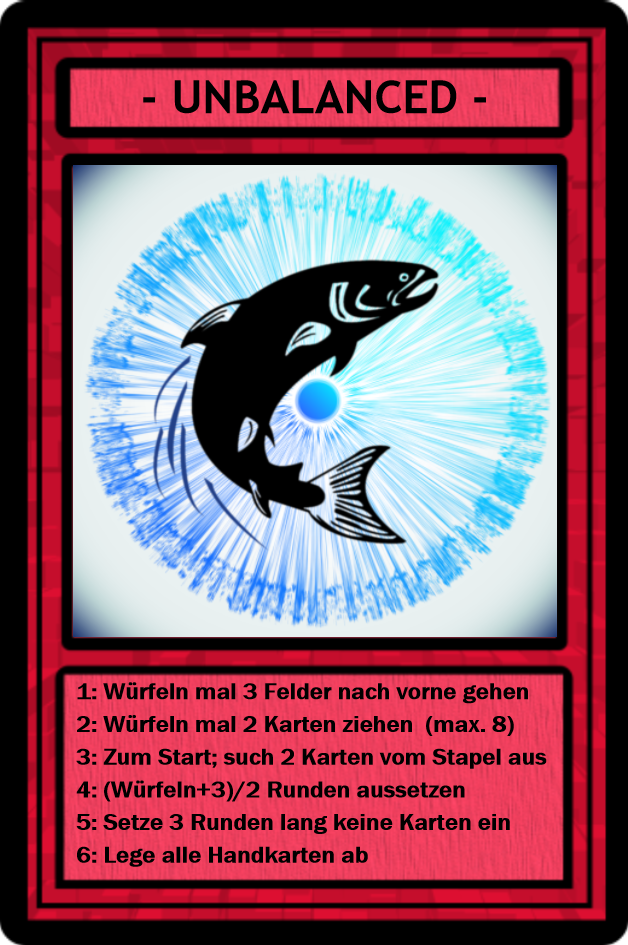 - UNBALANCED -
1: Würfeln mal 3 Felder nach vorne gehen
2: Würfeln mal 2 Karten ziehen (max. 8)
3: Zum Start; such 2 Karten vom Stapel aus
4: (Würfeln+3)/2 Runden aussetzen
5: Setze 3 Runden lang keine Karten ein
6: Lege alle Handkarten ab